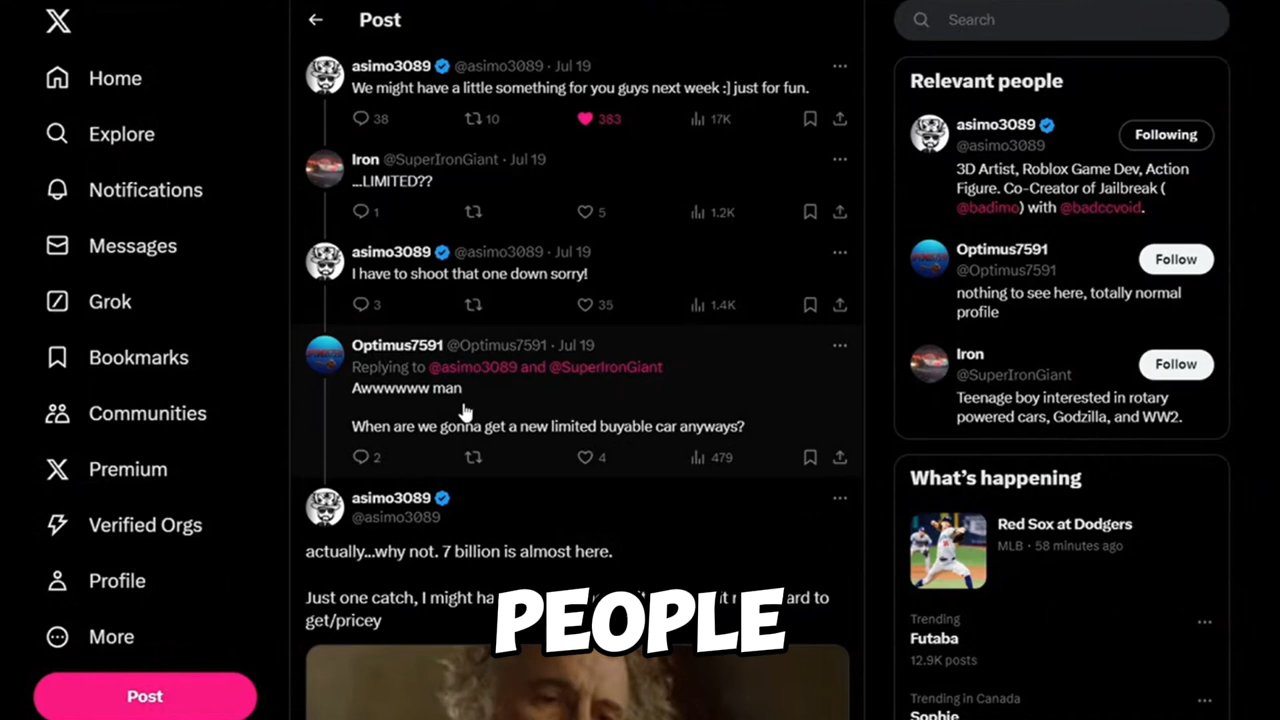 Home
Explore
Notifications
Messages
Grok
Bookmarks
Communities
Premium
Verified Orgs
Profile
More
Post
Post
asimo3089 @asimo3089 · Jul 19
We might have a little something for you guys next week :] just for fun.
38 10 383 17K
Iron @SuperIronGiant · Jul 19
...LIMITED??
1 5 1.2K
asimo3089 @asimo3089 · Jul 19
I have to shoot that one down sorry!
3 35 1.4K
Optimus7591 @Optimus7591 · Jul 19
Replying to @asimo3089 and @SuperIronGiant
Awwwwww man
When are we gonna get a new limited buyable car anyways?
2 4 479
asimo3089
@asimo3089
actually...why not. 7 billion is almost here.
Just one catch, I might ard to
get/pricey
PEOPLE
Search
Relevant people
asimo3089
Following
@asimo3089
3D Artist, Roblox Game Dev, Action
Figure. Co-Creator of Jailbreak (
@badimo) with @badccvoid.
Optimus7591
Follow
@Optimus7591
nothing to see here, totally normal
profile
Iron
Follow
@SuperIronGiant
Teenage boy interested in rotary
powered cars, Godzilla, and WW2.
What's happening
Red Sox at Dodgers
MLB · 58 minutes ago
Trending
Futaba
12.9K posts
Trending in Canada
Sophie